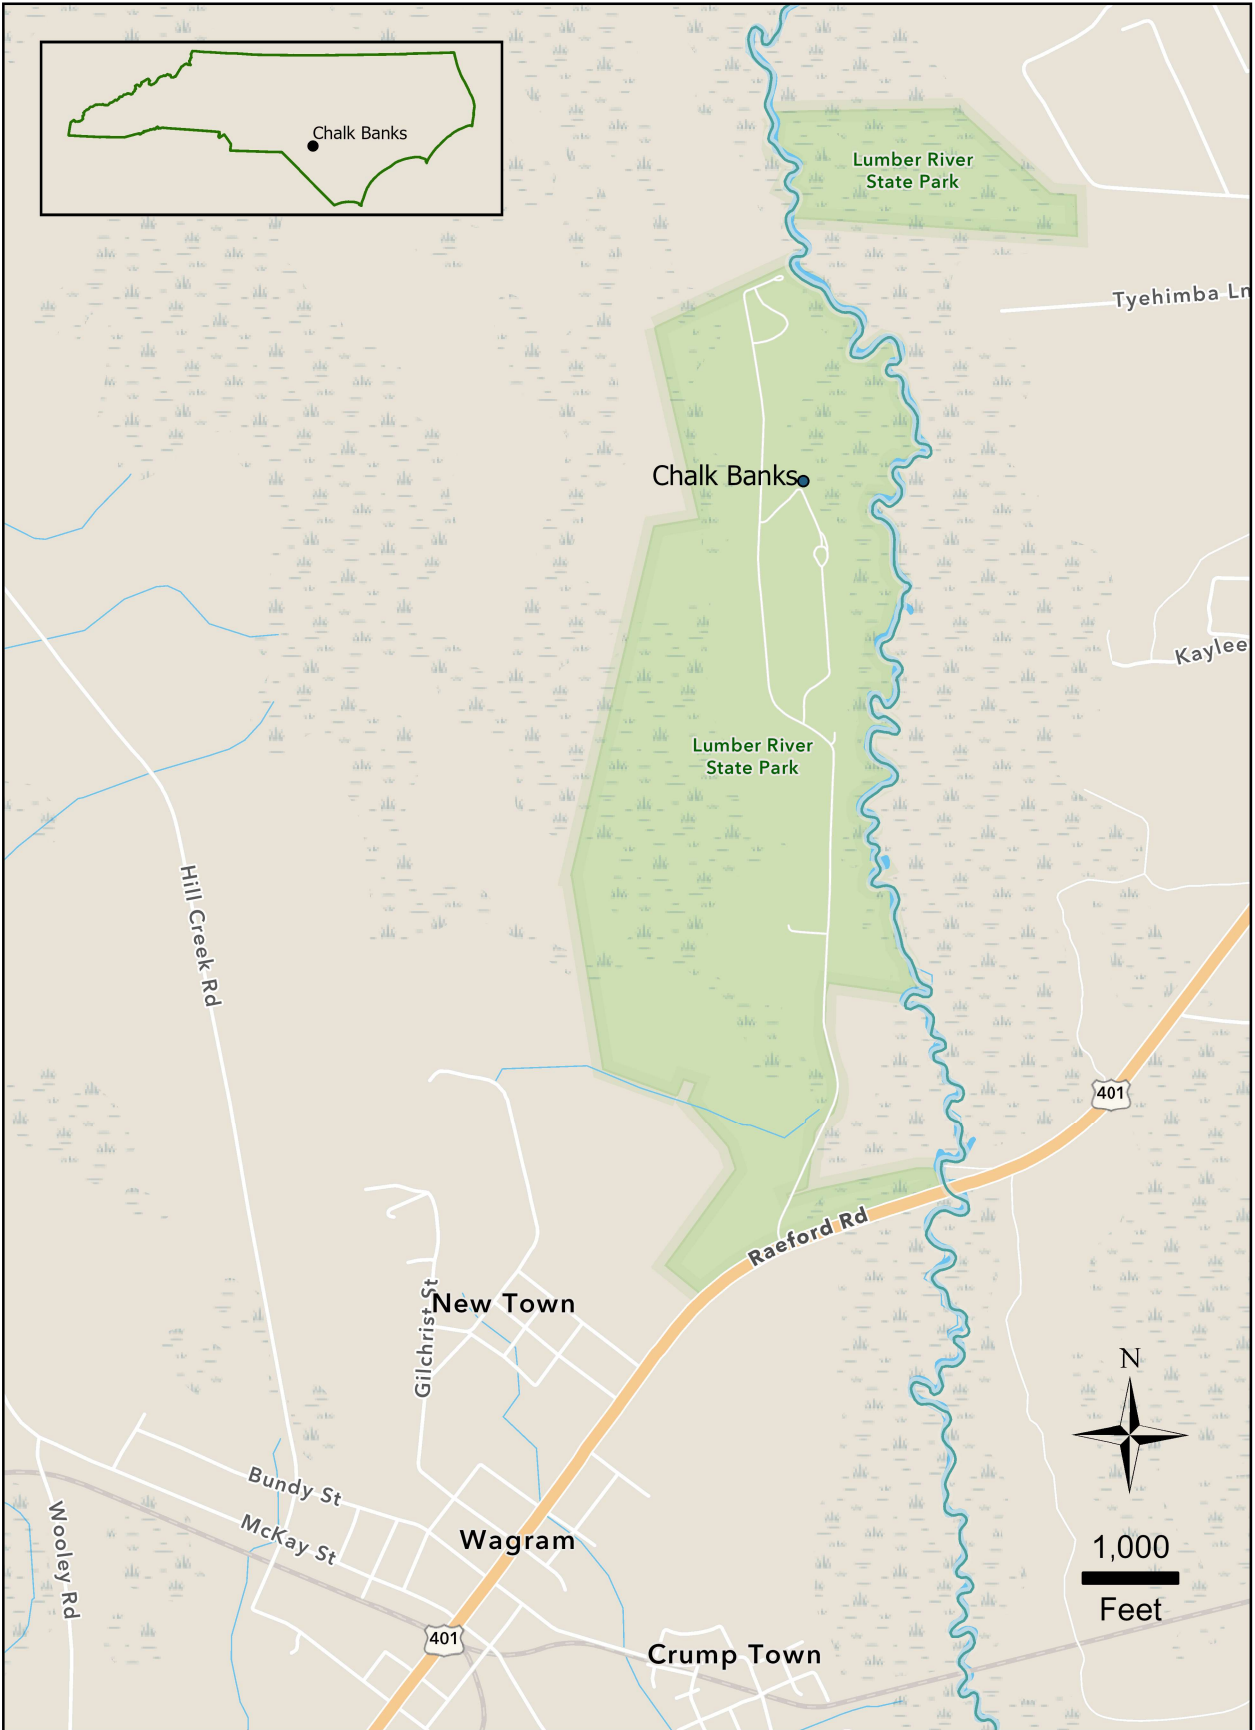 Chalk Banks
Lumber River
State Park
Tyehimba Ln
Chalk Banks
Kaylee
Lumber River
State Park
Hill Creek Rd
401
Raeford Rd
New Town
Gilchrist St
N
Bundy St
McKay St
Wooley Rd
Wagram
1,000
Feet
401
Crump Town